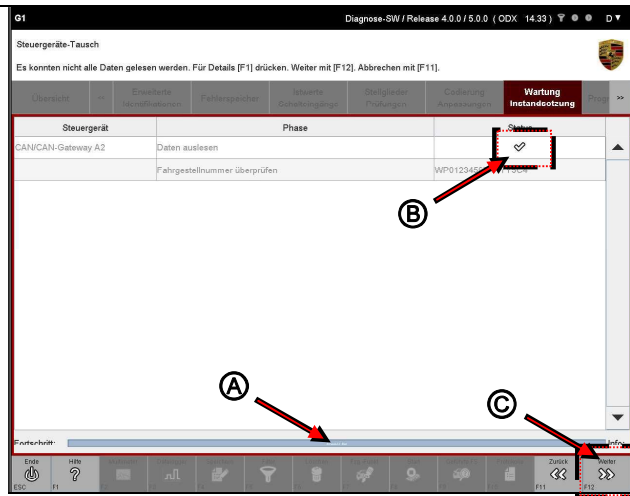 G1 Diagnose-SW / Release 4.0.0 / 5.0.0 ( ODX 14.33 ) D
Steuergeräte-Tausch
Es konnten nicht alle Daten gelesen werden. Für Details [F1] drücken. Weiter mit [F12]. Abbrechen mit [F11].
Übersicht << Erweiterte Identifikationen Fehlerspeicher Istwerte Schalteingänge Stellglieder Prüfungen Codierung Anpassungen Wartung Instandsetzung Progr >>
Steuergerät Phase Status
CAN/CAN-Gateway A2 Daten auslesen
Fahrgestellnummer überprüfen
B
A
C
Fortschritt: Info:
Ende Hilfe Zurück Weiter
ESC F1 F11 F12